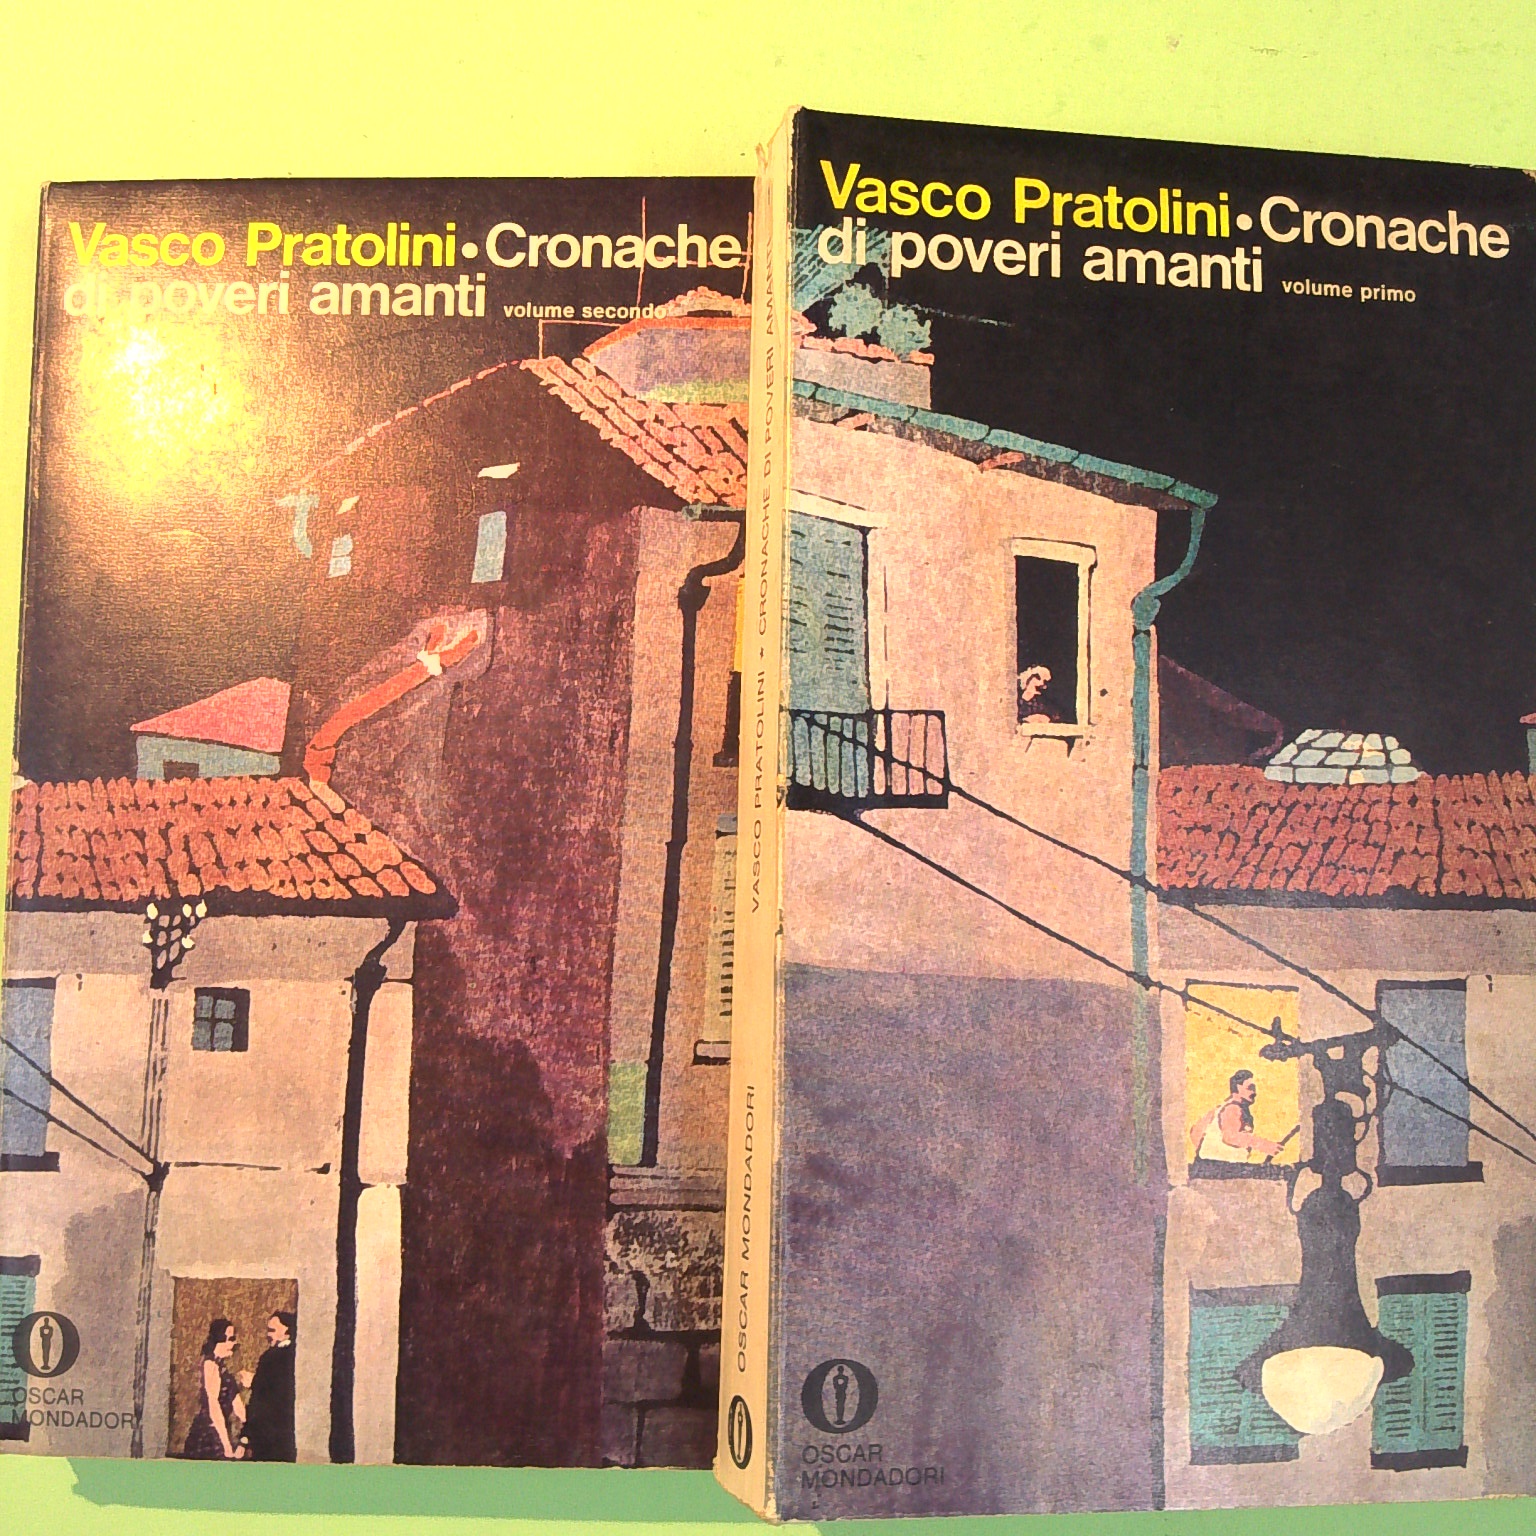 Vasco Pratolini • Cronache
di poveri amanti volume secondo
OSCAR
MONDADORI
VASCO PRATOLINI * CRONACHE DI POVERI AMANTI
OSCAR MONDADORI
Vasco Pratolini • Cronache
di poveri amanti volume primo
OSCAR
MONDADORI